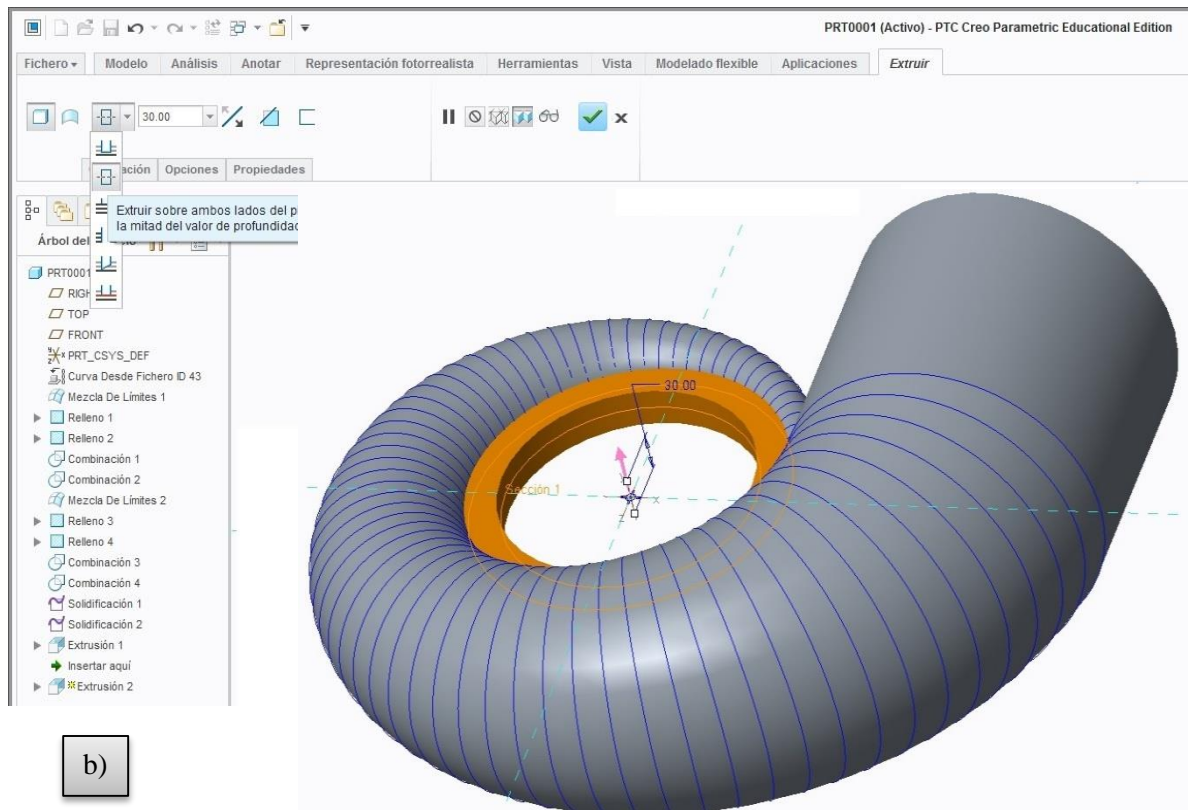 PRT0001 (Activo) - PTC Creo Parametric Educational Edition
Fichero Modelo Análisis Anotar Representación fotorrealista Herramientas Vista Modelado flexible Aplicaciones Extruir
30.00
Opciones Propiedades
Extruir sobre ambos lados del
la mitad del valor de
Árbol del
PRT0001
TOP
FRONT
PRT_CSYS_DEF
Curva Desde Fichero ID 43
Mezcla De Límites 1
Relleno 1
Relleno 2
Combinación 1
Combinación 2
Mezcla De Límites 2
Relleno 3
Relleno 4
Combinación 3
Combinación 4
Solidificación 1
Solidificación 2
Extrusión 1
Insertar aquí
Extrusión 2
30.00
Sección 1
X
Z
b)